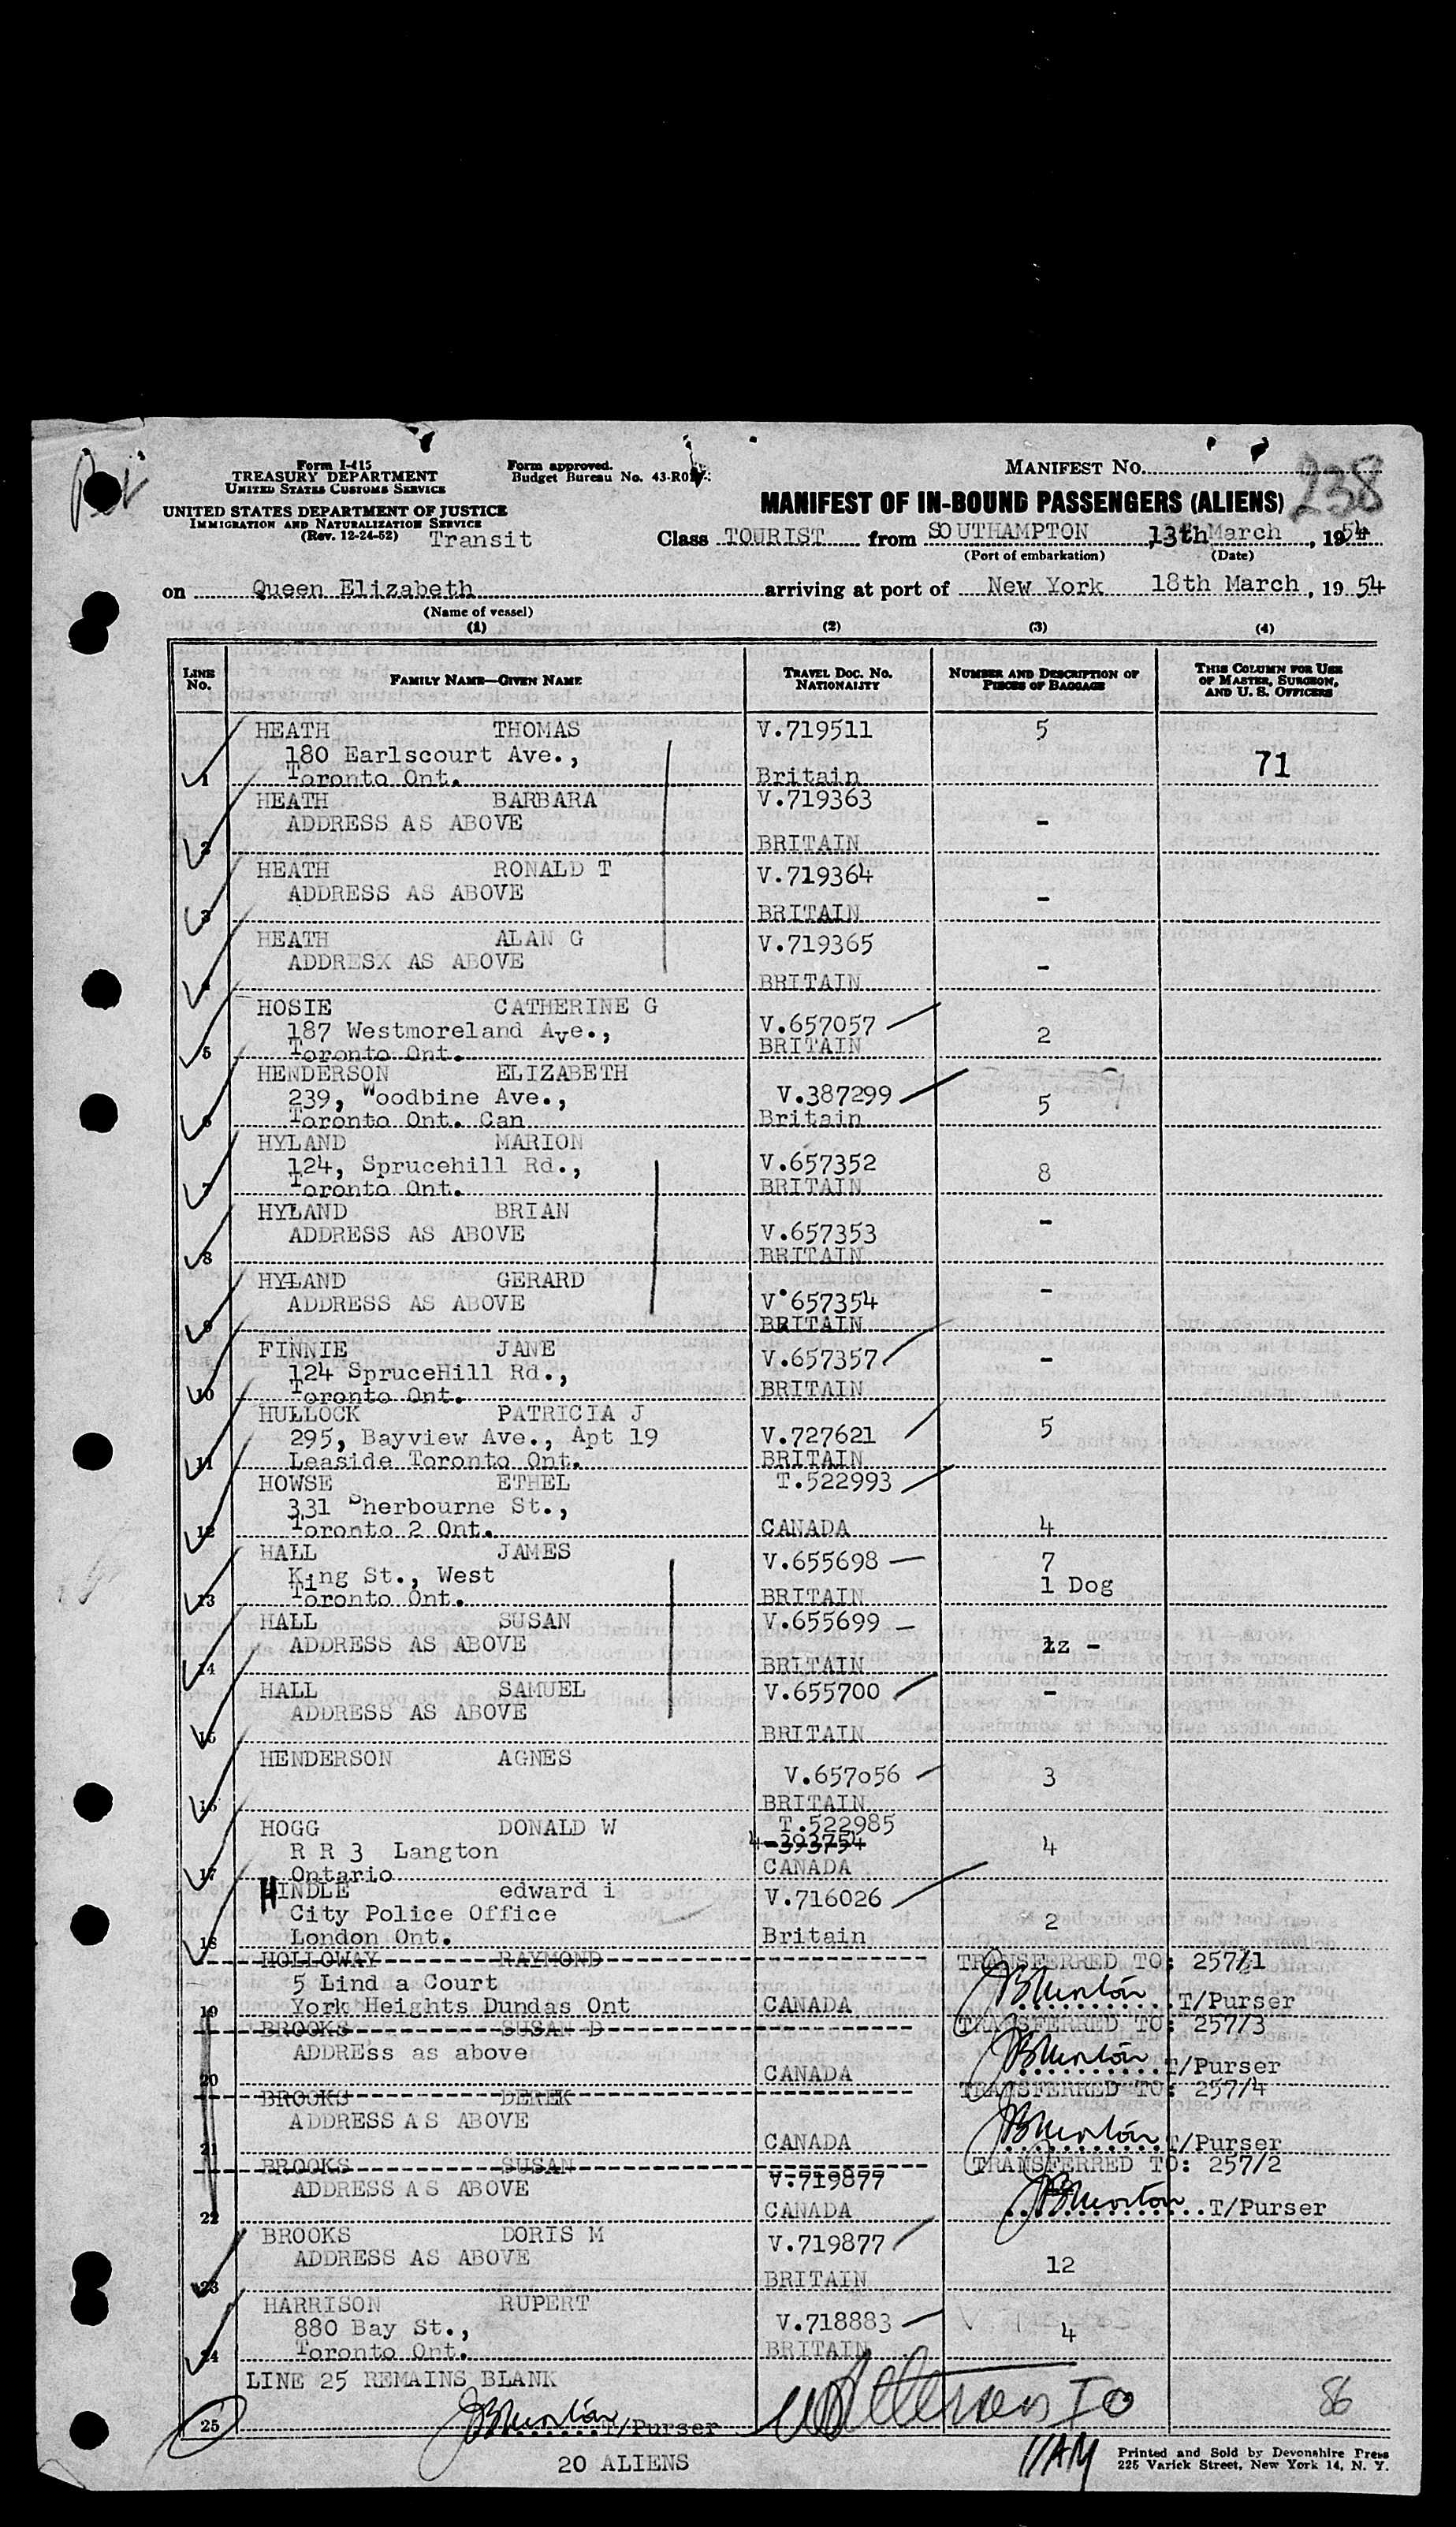 Form I-415
TREASURY DEPARTMENT
UNITED STATES CUSTOMS SERVICE
UNITED STATES DEPARTMENT OF JUSTICE
IMMIGRATION AND NATURALIZATION SERVICE
(Rev. 12-24-52) Transit
Form approved.
Budget Bureau No. 43-R0
MANIFEST NO.
238
MANIFEST OF IN-BOUND PASSENGERS (ALIENS)
Class TOURIST from SOUTHAMPTON, 13th March, 1954
(Port of embarkation) (Date)
on Queen Elizabeth arriving at port of New York 18th March, 1954
(Name of vessel)
(1) (2) (3) (4)
LINE NO. FAMILY NAME—GIVEN NAME TRAVEL DOC. NO. NATIONALITY NUMBER AND DESCRIPTION OF PIECES OF BAGGAGE THIS COLUMN FOR USE OF MASTER, SURGEON, AND U. S. OFFICERS
HEATH THOMAS V.719511 5
180 Earlscourt Ave., 71
1 Toronto Ont. Britain
HEATH BARBARA V.719363
ADDRESS AS ABOVE -
2 BRITAIN
HEATH RONALD T V.719364
ADDRESS AS ABOVE -
3 BRITAIN
HEATH ALAN G V.719365
ADDRESX AS ABOVE -
4 BRITAIN
HOSIE CATHERINE G
187 Westmoreland Ave., V.657057 2
5 Toronto Ont. BRITAIN
HENDERSON ELIZABETH
239, Woodbine Ave., V.387299 5
6 Toronto Ont. Can Britain
HYLAND MARION
124, Sprucehill Rd., V.657352 8
7 Toronto Ont. BRITAIN
HYLAND BRIAN -
ADDRESS AS ABOVE V.657353
8 BRITAIN
HYLAND GERARD -
ADDRESS AS ABOVE V.657354
9 BRITAIN
FINNIE JANE V.657357 -
124 SpruceHill Rd.,
10 Toronto Ont. BRITAIN
HULLOCK PATRICIA J 5
295, Bayview Ave., Apt 19 V.727621
11 Leaside Toronto Ont. BRITAIN
HOWSE ETHEL T.522993
331 Sherbourne St.,
12 Toronto 2 Ont. CANADA 4
HALL JAMES V.655698 7
King St., West 1 Dog
13 Toronto Ont. BRITAIN
HALL SUSAN V.655699
ADDRESS AS ABOVE -
14 BRITAIN
HALL SAMUEL V.655700 -
ADDRESS AS ABOVE
15 BRITAIN
HENDERSON AGNES
V.657o56 3
16 BRITAIN
HOGG DONALD W T.522985
R R 3 Langton 4-393754 4
17 Ontario CANADA
HINDLE edward i V.716026
City Police Office 2
18 London Ont. Britain
HOLLOWAY RAYMOND TRANSFERRED TO: 257/1
5 Lind a Court
19 York Heights Dundas Ont CANADA T/Purser
BROOKS SUSAN D TRANSFERRED TO: 257/3
ADDREss as above T/Purser
20 CANADA
BROOKS DEREK TRANSFERRED TO: 257/4
ADDRESS AS ABOVE
21 CANADA T/Purser
BROOKS SUSAN TRANSFERRED TO: 257/2
ADDRESS AS ABOVE V.719877
22 CANADA T/Purser
BROOKS DORIS M V.719877
ADDRESS AS ABOVE 12
23 BRITAIN
HARRISON RUPERT
880 Bay St., V.718883 4
24 Toronto Ont. BRITAIN
LINE 25 REMAINS BLANK
86
25 T/Purser
20 ALIENS
11AM
Printed and Sold by Devonshire Press
225 Varick Street, New York 14, N. Y.